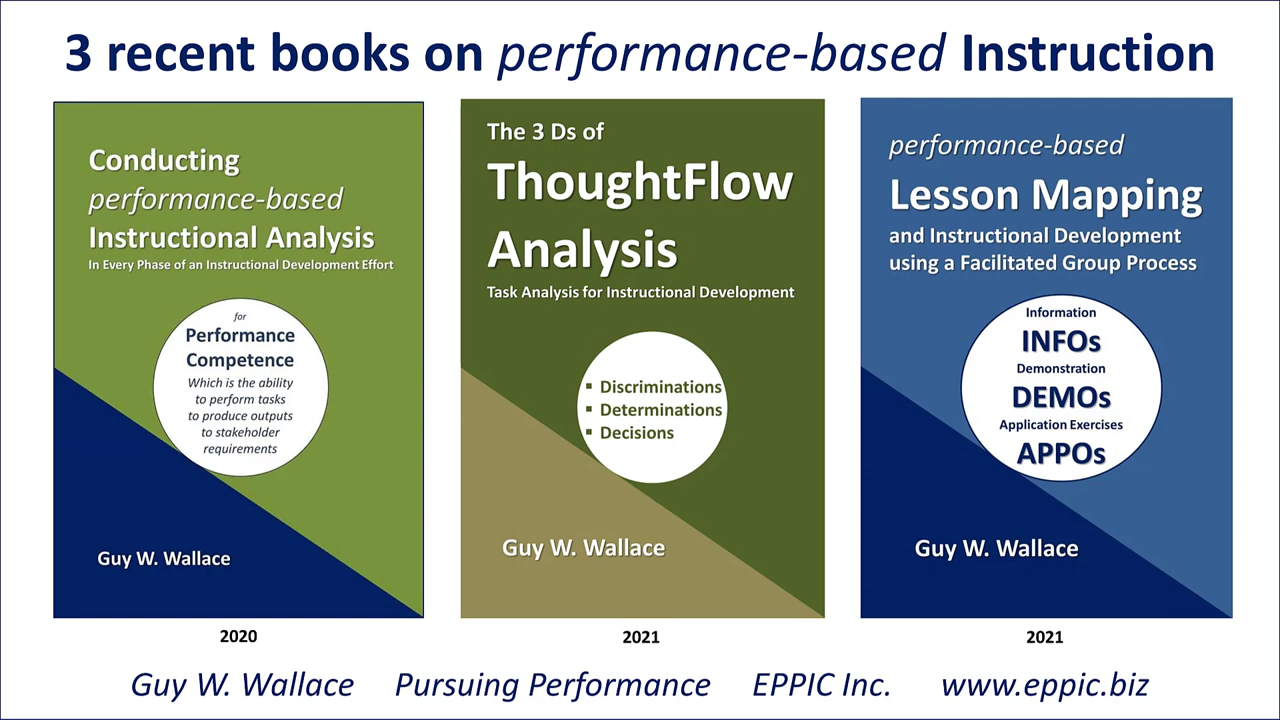 3 recent books on performance-based Instruction
Conducting
performance-based
Instructional Analysis
In Every Phase of an Instructional Development Effort
for
Performance
Competence
Which is the ability
to perform tasks
to produce outputs
to stakeholder
requirements
Guy W. Wallace
2020
The 3 Ds of
ThoughtFlow
Analysis
Task Analysis for Instructional Development
▪ Discriminations
▪ Determinations
▪ Decisions
Guy W. Wallace
2021
performance-based
Lesson Mapping
and Instructional Development
using a Facilitated Group Process
Information
INFOs
Demonstration
DEMOs
Application Exercises
APPOs
Guy W. Wallace
2021
Guy W. Wallace Pursuing Performance EPPIC Inc. www.eppic.biz